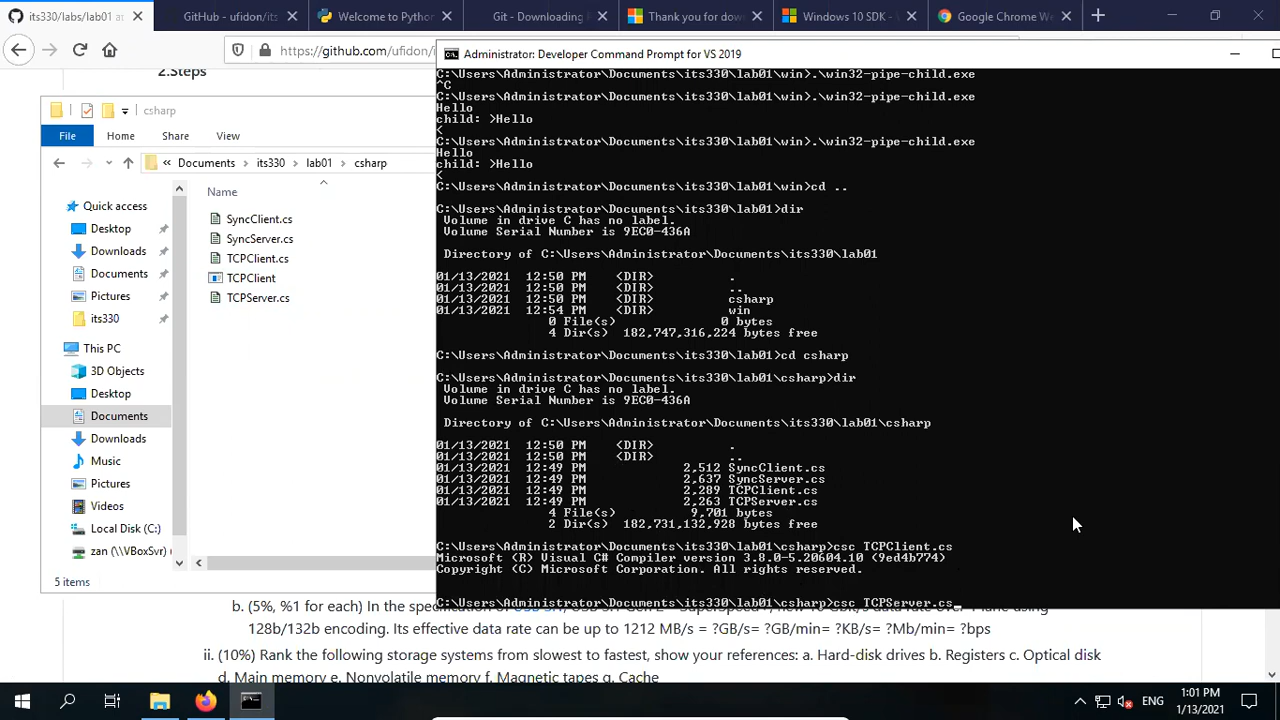 its330/labs/lab01 at
GitHub - ufidon/its
Welcome to Python
Git - Downloading
Thank you for dow
Windows 10 SDK -
Google Chrome We
https://github.com/ufidon/
2.Steps
csharp
File
Home
Share
View
Documents
its330
lab01
csharp
Name
Quick access
Desktop
Downloads
Documents
Pictures
its330
This PC
3D Objects
Desktop
Documents
Downloads
Music
Pictures
Videos
Local Disk (C:)
zan (\\VBoxSvr)
SyncClient.cs
SyncServer.cs
TCPClient.cs
TCPClient
TCPServer.cs
5 items
Administrator: Developer Command Prompt for VS 2019
C:\Users\Administrator\Documents\its330\lab01\win>.\win32-pipe-child.exe
^C
C:\Users\Administrator\Documents\its330\lab01\win>.\win32-pipe-child.exe
Hello
child: >Hello
<
C:\Users\Administrator\Documents\its330\lab01\win>.\win32-pipe-child.exe
Hello
child: >Hello
<
C:\Users\Administrator\Documents\its330\lab01\win>cd ..
C:\Users\Administrator\Documents\its330\lab01>dir
Volume in drive C has no label.
Volume Serial Number is 9EC0-436A
Directory of C:\Users\Administrator\Documents\its330\lab01
01/13/2021 12:50 PM <DIR> .
01/13/2021 12:50 PM <DIR> ..
01/13/2021 12:50 PM <DIR> csharp
01/13/2021 12:54 PM <DIR> win
0 File(s) 0 bytes
4 Dir(s) 182,747,316,224 bytes free
C:\Users\Administrator\Documents\its330\lab01>cd csharp
C:\Users\Administrator\Documents\its330\lab01\csharp>dir
Volume in drive C has no label.
Volume Serial Number is 9EC0-436A
Directory of C:\Users\Administrator\Documents\its330\lab01\csharp
01/13/2021 12:50 PM <DIR> .
01/13/2021 12:50 PM <DIR> ..
01/13/2021 12:49 PM 2,512 SyncClient.cs
01/13/2021 12:49 PM 2,637 SyncServer.cs
01/13/2021 12:49 PM 2,289 TCPClient.cs
01/13/2021 12:49 PM 2,263 TCPServer.cs
4 File(s) 9,701 bytes
2 Dir(s) 182,731,132,928 bytes free
C:\Users\Administrator\Documents\its330\lab01\csharp>csc TCPClient.cs
Microsoft (R) Visual C# Compiler version 3.8.0-5.20604.10 (9ed4b774)
Copyright (C) Microsoft Corporation. All rights reserved.
C:\Users\Administrator\Documents\its330\lab01\csharp>csc TCPServer.cs
b. (5%, %1 for each) In the specification of
128b/132b encoding. Its effective data rate can be up to 1212 MB/s = ?GB/s= ?GB/min= ?KB/s= ?Mb/min= ?bps
ii. (10%) Rank the following storage systems from slowest to fastest, show your references: a. Hard-disk drives b. Registers c. Optical disk
d. Main memory e. Nonvolatile memory f. Magnetic tapes g. Cache
ENG
1:01 PM
1/13/2021